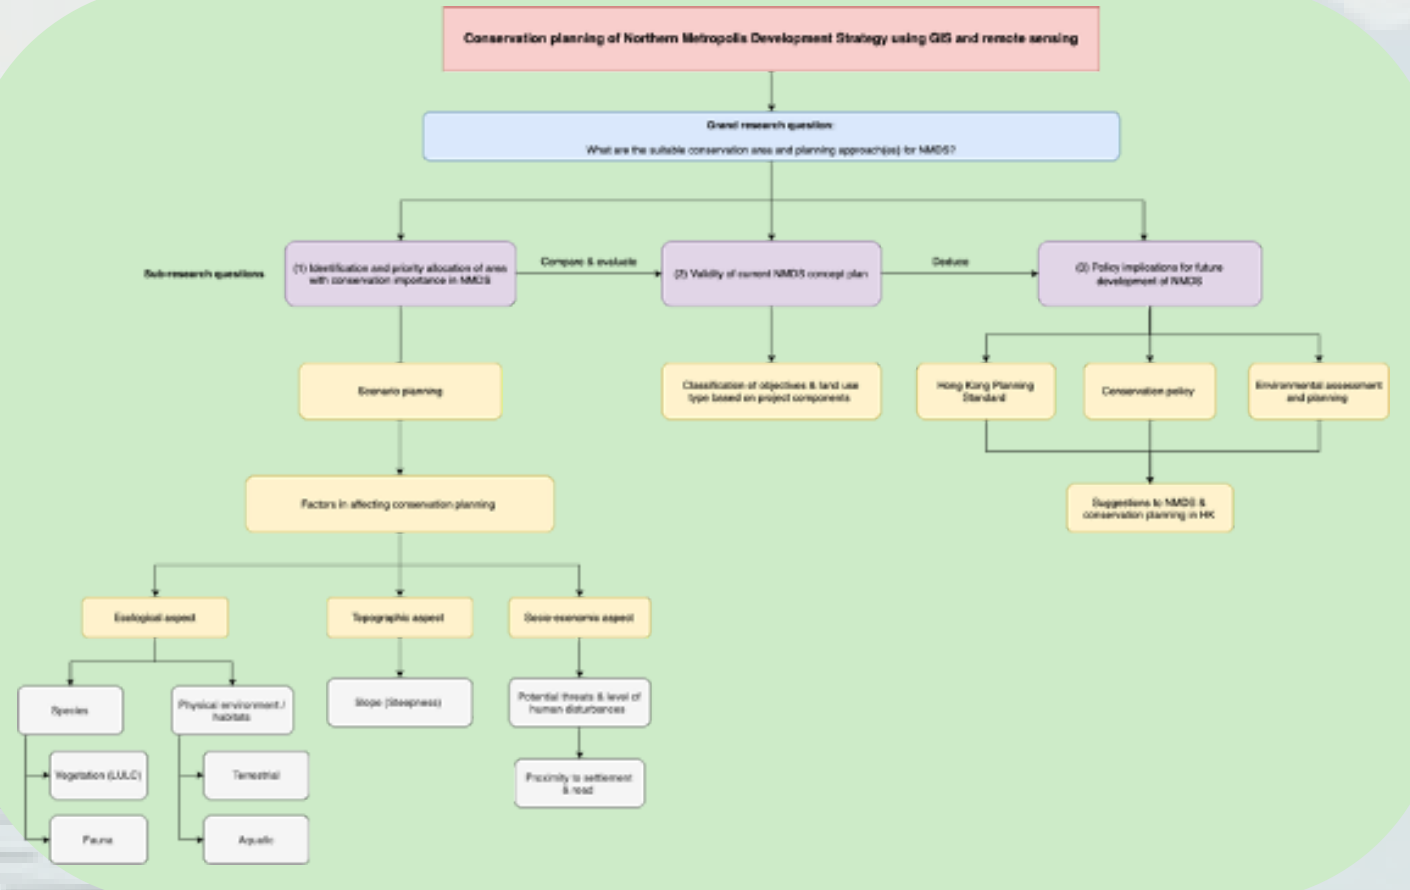 Conservation planning of Northern Metropolis Development Strategy using GIS and remote sensing
Grand research question:
What are the suitable conservation area and planning approach(es) for NMDS?
Sub-research questions
(1) Identification and priority allocation of area
with conservation importance in NMDS
Compare & evaluate
(2) Validity of current NMDS concept plan
Deduce
(3) Policy implications for future
development of NMDS
Scenario planning
Classification of objectives & land use
type based on project components
Hong Kong Planning
Standard
Conservation policy
Environmental assessment
and planning
Factors in affecting conservation planning
Suggestions to NMDS &
conservation planning in HK
Ecological aspect
Topographic aspect
Socio-economic aspect
Species
Physical environment /
habitats
Slope (Steepness)
Potential threats & level of
human disturbances
Vegetation (LULC)
Terrestrial
Proximity to settlement
& road
Fauna
Aquatic